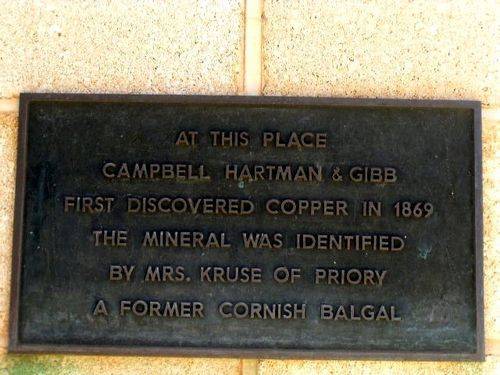 AT THIS PLACE
CAMPBELL HARTMAN & GIBB
FIRST DISCOVERED COPPER IN 1869
THE MINERAL WAS IDENTIFIED
BY MRS. KRUSE OF PRIORY
A FORMER CORNISH BALGAL